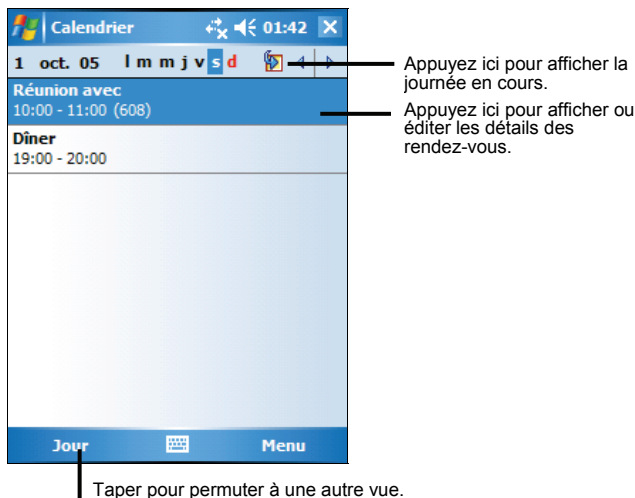 Calendrier 01:42
1 oct. 05 l m m j v s d
Réunion avec
10:00 - 11:00 (608)
Dîner
19:00 - 20:00
Jour Menu
Appuyez ici pour afficher la
journée en cours.
Appuyez ici pour afficher ou
éditer les détails des
rendez-vous.
Taper pour permuter à une autre vue.